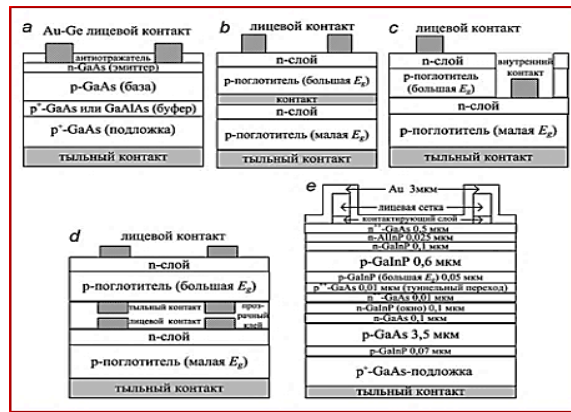 a
Au-Ge лицевой контакт
антиотражатель
n-GaAs (эмиттер)
p-GaAs (база)
p⁺-GaAs или GaAlAs (буфер)
p⁺-GaAs (подложка)
тыльный контакт
b
лицевой контакт
n-слой
p-поглотитель (большая Eg)
контакт
n-слой
p-поглотитель (малая Eg)
тыльный контакт
c
лицевой контакт
n-слой
p-поглотитель
(большая Eg)
внутренний
контакт
n-слой
p-поглотитель (малая Eg)
тыльный контакт
d
лицевой контакт
n-слой
p-поглотитель (большая Eg)
тыльный контакт
лицевой контакт
проз-
рачный
клей
n-слой
p-поглотитель (малая Eg)
тыльный контакт
e
Au 3мкм
лицевая сетка
контактирующий слой
n⁺⁺-GaAs 0,5 мкм
n-AlInP 0,025 мкм
n-GaInP 0,1 мкм
p-GaInP 0,6 мкм
p-GaInP (большая Eg) 0,05 мкм
p⁺⁺-GaAs 0,01 мкм (туннельный переход)
n⁺⁺-GaAs 0,01 мкм
n-GaInP (окно) 0,1 мкм
n-GaAs 0,1 мкм
p-GaAs 3,5 мкм
p-GaInP 0,07 мкм
p⁺-GaAs-подложка
тыльный контакт